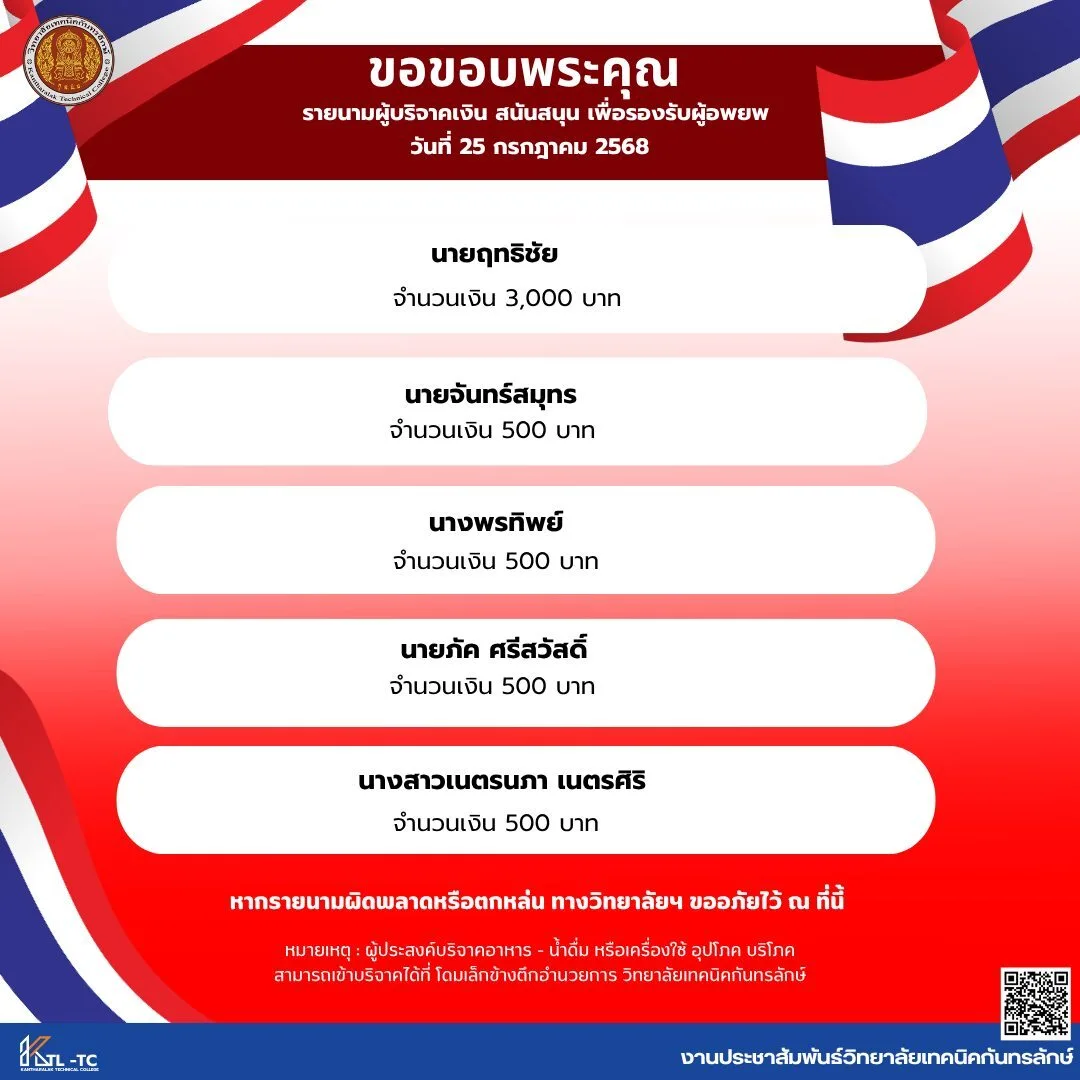 วิทยาลัยเทคนิคกันทรลักษ์
Kantharalak Technical College
ขอขอบพระคุณ
รายนามผู้บริจาคเงิน สนันสนุน เพื่อรองรับผู้อพยพ
วันที่ 25 กรกฎาคม 2568
นายฤทธิชัย
จำนวนเงิน 3,000 บาท
นายจันทร์สมุทร
จำนวนเงิน 500 บาท
นางพรทิพย์
จำนวนเงิน 500 บาท
นายภัค ศรีสวัสดิ์
จำนวนเงิน 500 บาท
นางสาวเนตรนภา เนตรศิริ
จำนวนเงิน 500 บาท
หากรายนามผิดพลาดหรือตกหล่น ทางวิทยาลัยฯ ขออภัยไว้ ณ ที่นี้
หมายเหตุ : ผู้ประสงค์บริจาคอาหาร - น้ำดื่ม หรือเครื่องใช้ อุปโภค บริโภค
สามารถเข้าบริจาคได้ที่ โดมเล็กข้างตึกอำนวยการ วิทยาลัยเทคนิคกันทรลักษ์
KTL -TC
KANTHARALAK TECHNICAL COLLEGE
งานประชาสัมพันธ์วิทยาลัยเทคนิคกันทรลักษ์